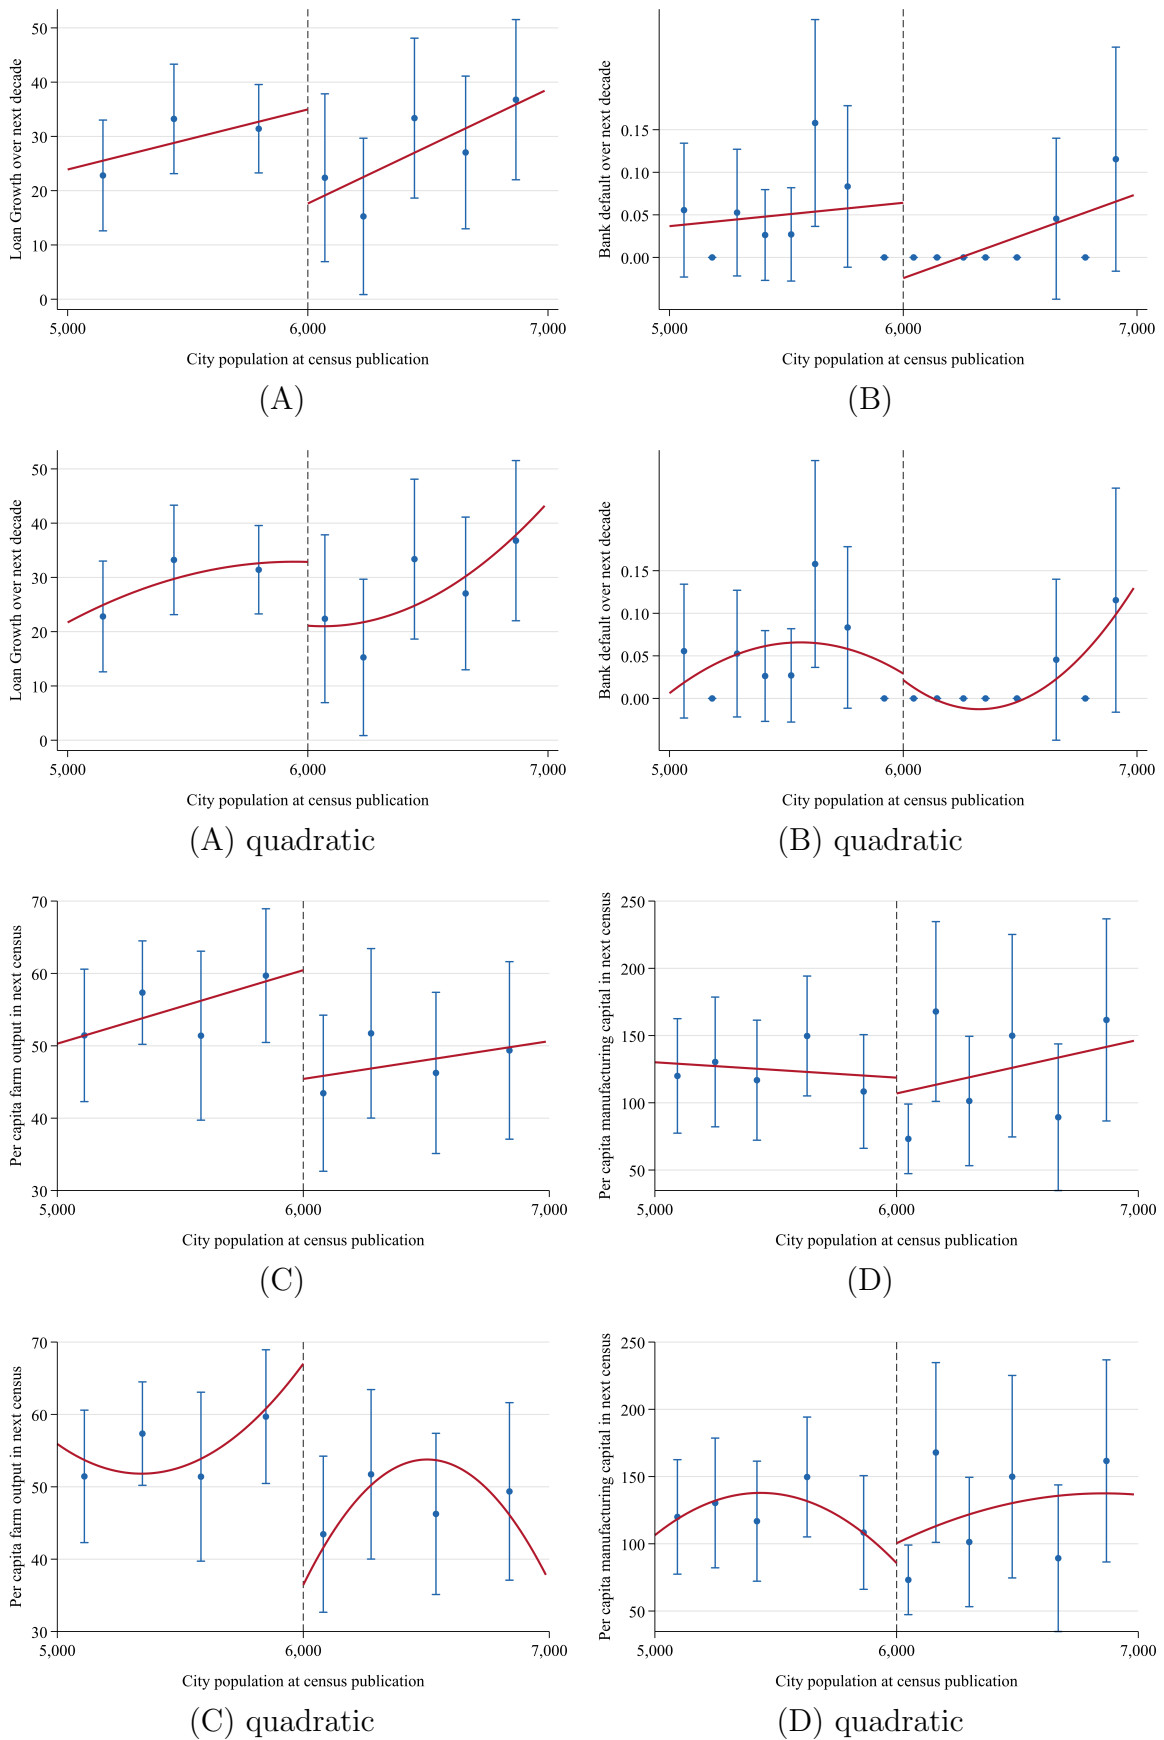 Loan Growth over next decade
50
40
30
20
10
0
5,000
6,000
7,000
City population at census publication
(A)
Bank default over next decade
0.15
0.10
0.05
0.00
5,000
6,000
7,000
City population at census publication
(B)
Loan Growth over next decade
50
40
30
20
10
0
5,000
6,000
7,000
City population at census publication
(A) quadratic
Bank default over next decade
0.15
0.10
0.05
0.00
5,000
6,000
7,000
City population at census publication
(B) quadratic
Per capita farm output in next census
70
60
50
40
30
5,000
6,000
7,000
City population at census publication
(C)
Per capita manufacturing capital in next census
250
200
150
100
50
5,000
6,000
7,000
City population at census publication
(D)
Per capita farm output in next census
70
60
50
40
30
5,000
6,000
7,000
City population at census publication
(C) quadratic
Per capita manufacturing capital in next census
250
200
150
100
50
5,000
6,000
7,000
City population at census publication
(D) quadratic